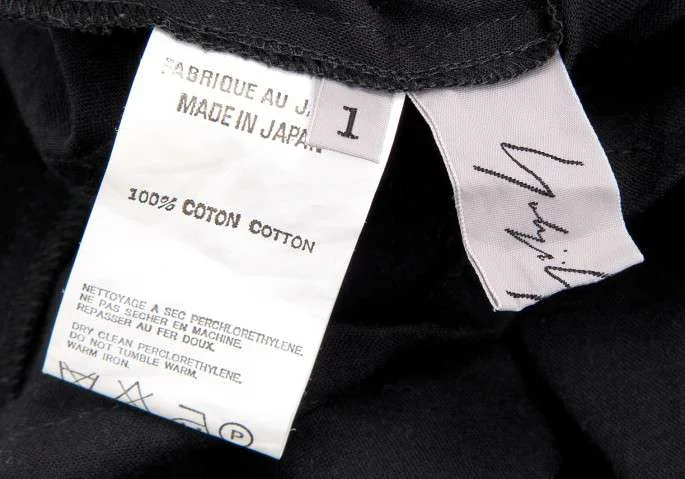 FABRIQUE AU
MADE IN JAPAN
1
100% COTON COTTON
NETTOYAGE A SEC PERCHLORETHYLENE.
NE PAS SECHER EN MACHINE.
REPASSER AU FER DOUX.
DRY CLEAN PERCLORETHYLENE.
DO NOT TUMBLE WARM.
WARM IRON.
P